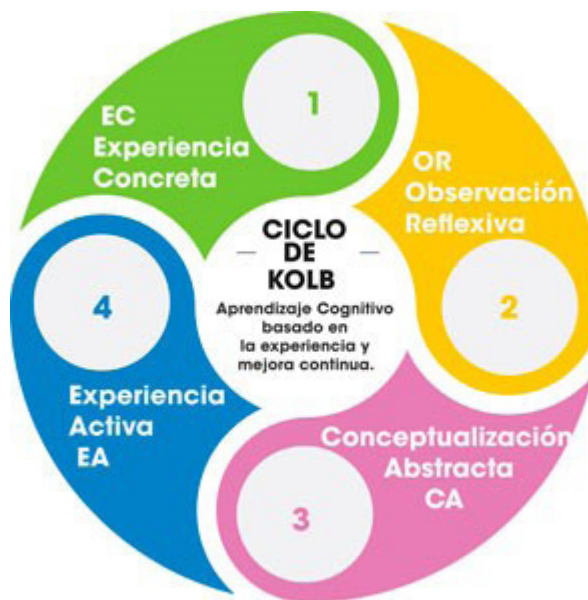 1
EC
Experiencia
Concreta
OR
Observación
Reflexiva
2
CICLO
DE
KOLB
Aprendizaje Cognitivo
basado en
la experiencia y
mejora continua.
4
Experiencia
Activa
EA
Conceptualización
Abstracta
CA
3